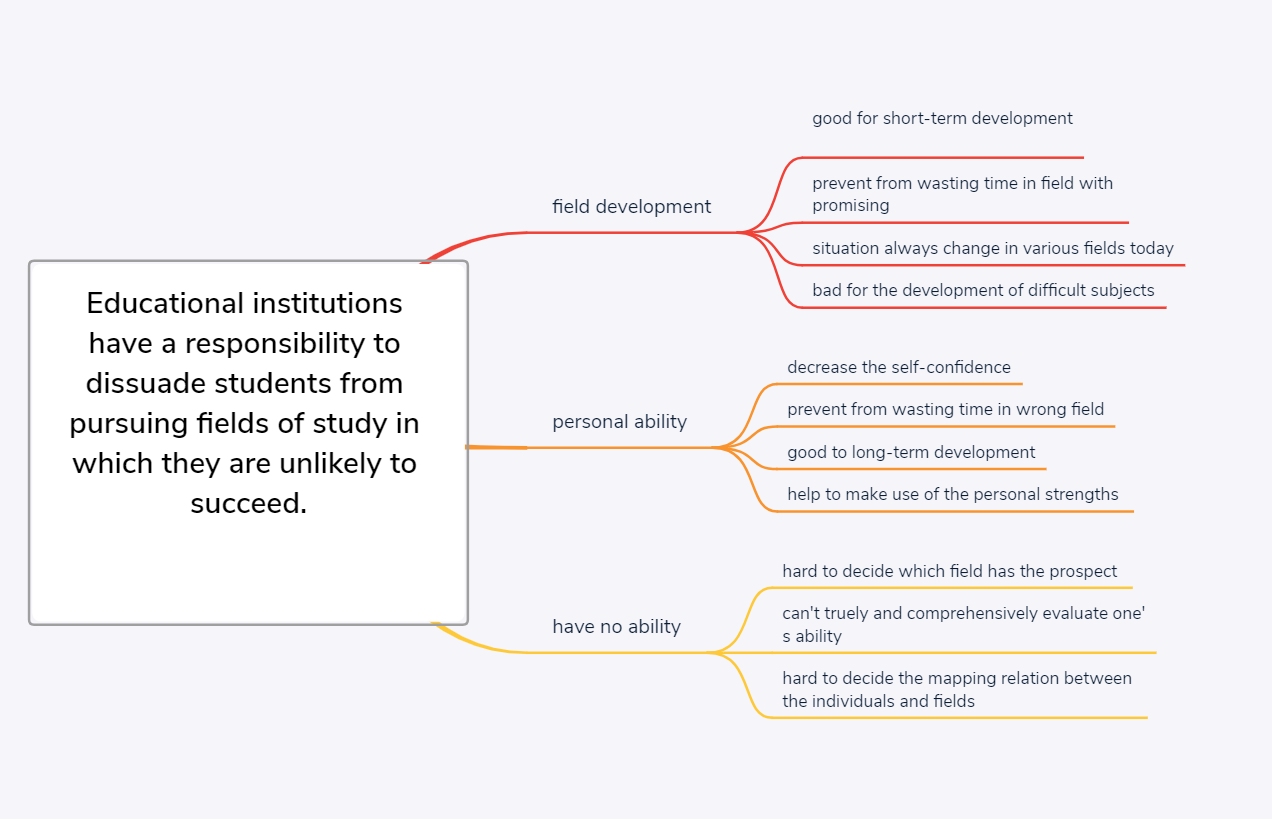 Educational institutions
have a responsibility to
dissuade students from
pursuing fields of study in
which they are unlikely to
succeed.
field development
good for short-term development
prevent from wasting time in field with
promising
situation always change in various fields today
bad for the development of difficult subjects
personal ability
decrease the self-confidence
prevent from wasting time in wrong field
good to long-term development
help to make use of the personal strengths
have no ability
hard to decide which field has the prospect
can't truely and comprehensively evaluate one'
s ability
hard to decide the mapping relation between
the individuals and fields